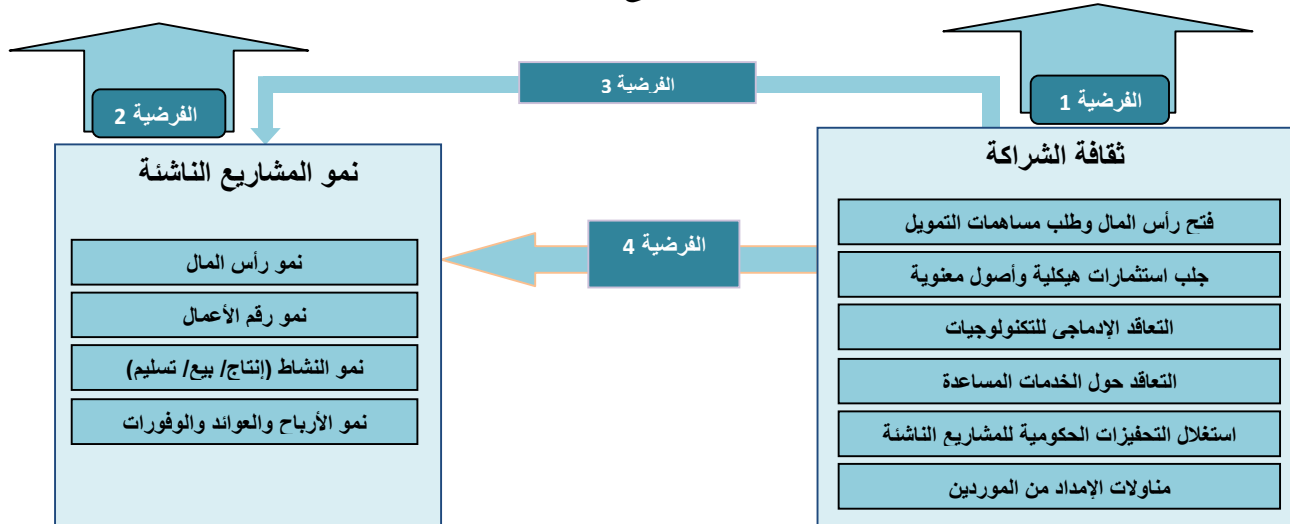 الفرضية 1
الفرضية 3
الفرضية 2
ثقافة الشراكة
فتح رأس المال وطلب مساهمات التمويل
جلب استثمارات هيكلية وأصول معنوية
التعاقد الإدماجي للتكنولوجيات
التعاقد حول الخدمات المساعدة
استغلال التحفيزات الحكومية للمشاريع الناشئة
مناولات الإمداد من الموردين
الفرضية 4
نمو المشاريع الناشئة
نمو رأس المال
نمو رقم الأعمال
نمو النشاط (إنتاج/ بيع/ تسليم)
نمو الأرباح والعوائد والوفورات